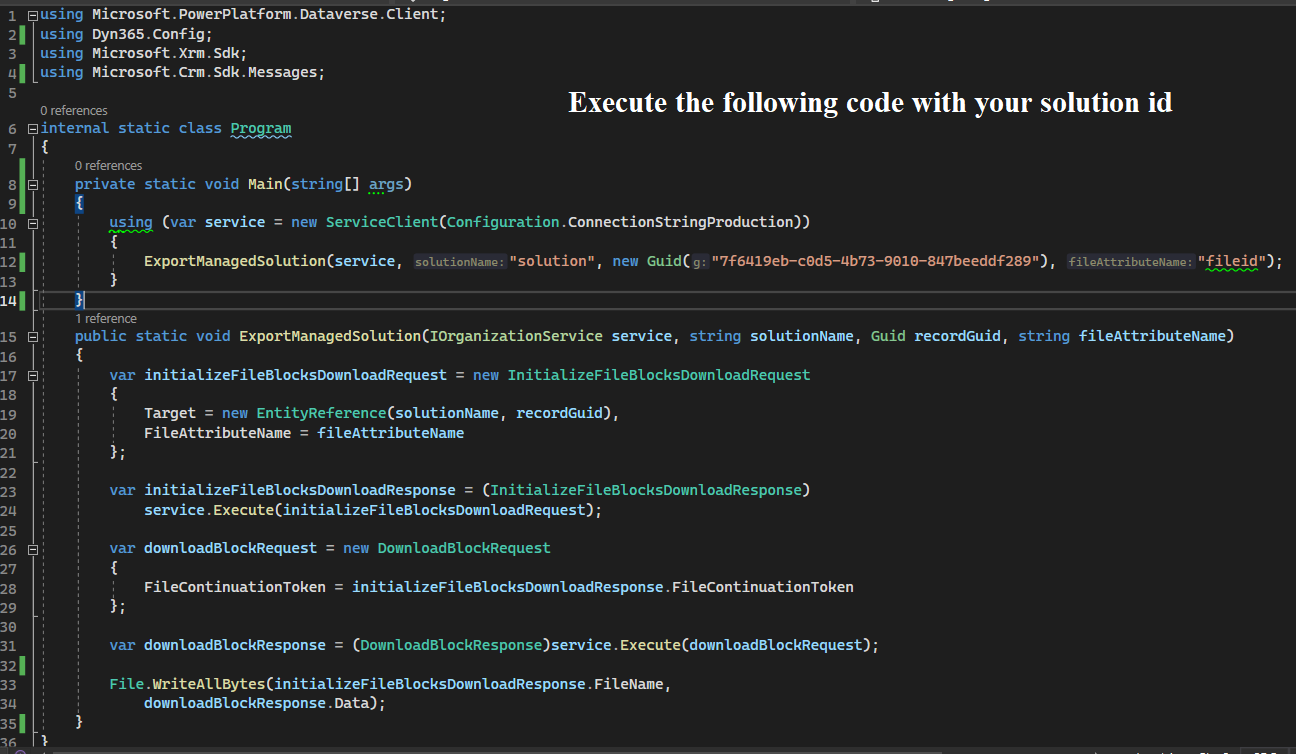 1 using Microsoft.PowerPlatform.Dataverse.Client;
2 using Dyn365.Config;
3 using Microsoft.Xrm.Sdk;
4 using Microsoft.Crm.Sdk.Messages;
5
Execute the following code with your solution id
0 references
6 internal static class Program
7 {
0 references
8 private static void Main(string[] args)
9 {
10 using (var service = new ServiceClient(Configuration.ConnectionStringProduction))
11 {
12 ExportManagedSolution(service, solutionName: "solution", new Guid(g: "7f6419eb-c0d5-4b73-9010-847beeddf289"), fileAttributeName: "fileid");
13 }
14 }
1 reference
15 public static void ExportManagedSolution(IOrganizationService service, string solutionName, Guid recordGuid, string fileAttributeName)
16 {
17 var initializeFileBlocksDownloadRequest = new InitializeFileBlocksDownloadRequest
18 {
19 Target = new EntityReference(solutionName, recordGuid),
20 FileAttributeName = fileAttributeName
21 };
22
23 var initializeFileBlocksDownloadResponse = (InitializeFileBlocksDownloadResponse)
24 service.Execute(initializeFileBlocksDownloadRequest);
25
26 var downloadBlockRequest = new DownloadBlockRequest
27 {
28 FileContinuationToken = initializeFileBlocksDownloadResponse.FileContinuationToken
29 };
30
31 var downloadBlockResponse = (DownloadBlockResponse)service.Execute(downloadBlockRequest);
32
33 File.WriteAllBytes(initializeFileBlocksDownloadResponse.FileName,
34 downloadBlockResponse.Data);
35 }
36 }